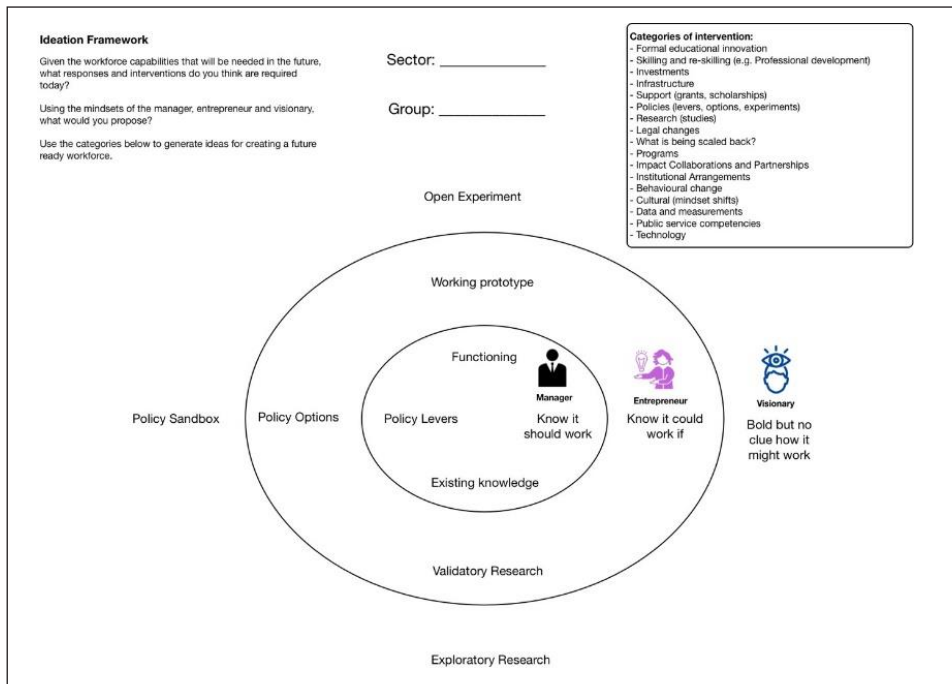 Ideation Framework
Given the workforce capabilities that will be needed in the future,
what responses and interventions do you think are required
today?
Using the mindsets of the manager, entrepreneur and visionary,
what would you propose?
Use the categories below to generate ideas for creating a future
ready workforce.
Sector: _____________
Group: _____________
Categories of intervention:
- Formal educational innovation
- Skilling and re-skilling (e.g. Professional development)
- Investments
- Infrastructure
- Support (grants, scholarships)
- Policies (levers, options, experiments)
- Research (studies)
- Legal changes
- What is being scaled back?
- Programs
- Impact Collaborations and Partnerships
- Institutional Arrangements
- Behavioural change
- Cultural (mindset shifts)
- Data and measurements
- Public service competencies
- Technology
Open Experiment
Working prototype
Functioning
Manager
Entrepreneur
Visionary
Policy Sandbox
Policy Options
Policy Levers
Know it
should work
Know it could
work if
Bold but no
clue how it
might work
Existing knowledge
Validatory Research
Exploratory Research